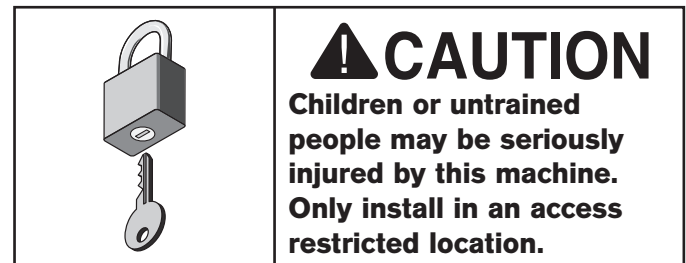 CAUTION
Children or untrained
people may be seriously
injured by this machine.
Only install in an access
restricted location.